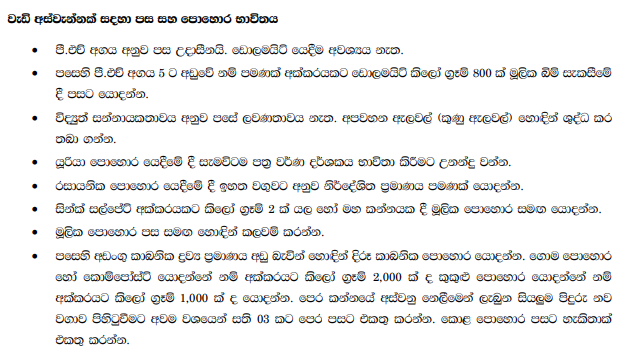 වැඩි අස්වැන්නක් සඳහා පස සහ පොහොර භාවිතය
• පී.එච් අගය අනුව පස උදාසීනයි. ඩොලමයිට් යෙදීම අවශ්‍යය නැත.
• පසෙහි පී.එච් අගය 5 ට අඩුවේ නම් පමණක් අක්කරයකට ඩොලමයිට් කිලෝ ග්‍රෑම් 800 ක් මූලික බිම් සැකසීමේ
දී පසට යොදන්න.
• විද්‍යුත් සන්නායකතාවය අනුව පසේ ලවණතාවය නැත. අපවහන ඇලවල් (කුණු ඇලවල්) හොඳින් ශුද්ධ කර
තබා ගන්න.
• යූරියා පොහොර යෙදීමේ දී සැමවිටම පත්‍ර වර්ණ දර්ශකය භාවිතා කිරීමට උනන්දු වන්න.
• රසායනික පොහොර යෙදීමේ දී ඉහත වගුවට අනුව නිර්දේශිත ප්‍රමාණය පමණක් යොදන්න.
• සින්ක් සල්පේට් අක්කරයකට කිලෝ ග්‍රෑම් 2 ක් යල හෝ මහ කන්නයක දී මූලික පොහොර සමඟ යොදන්න.
• මූලික පොහොර පස සමඟ හොඳින් කලවම් කරන්න.
• පසෙහි අඩංගු කාබනික ද්‍රව්‍ය ප්‍රමාණය අඩු බැවින් හොඳින් දිරූ කාබනික පොහොර යොදන්න. ගොම පොහොර
හෝ කොම්පෝස්ට් යොදන්නේ නම් අක්කරයට කිලෝ ග්‍රෑම් 2,000 ක් ද කුකුළු පොහොර යොදන්නේ නම්
අක්කරයකට කිලෝ ග්‍රෑම් 1,000 ක් ද යොදන්න. පෙර කන්නයේ අස්වනු නෙලීමෙන් ලැබුන සියලුම පිදුරු නව
වගාව පිහිටුවීමට අවම වශයෙන් සති 03 කට පෙර පසට එකතු කරන්න. කොළ පොහොර පසට හැකිතාක්
එකතු කරන්න.